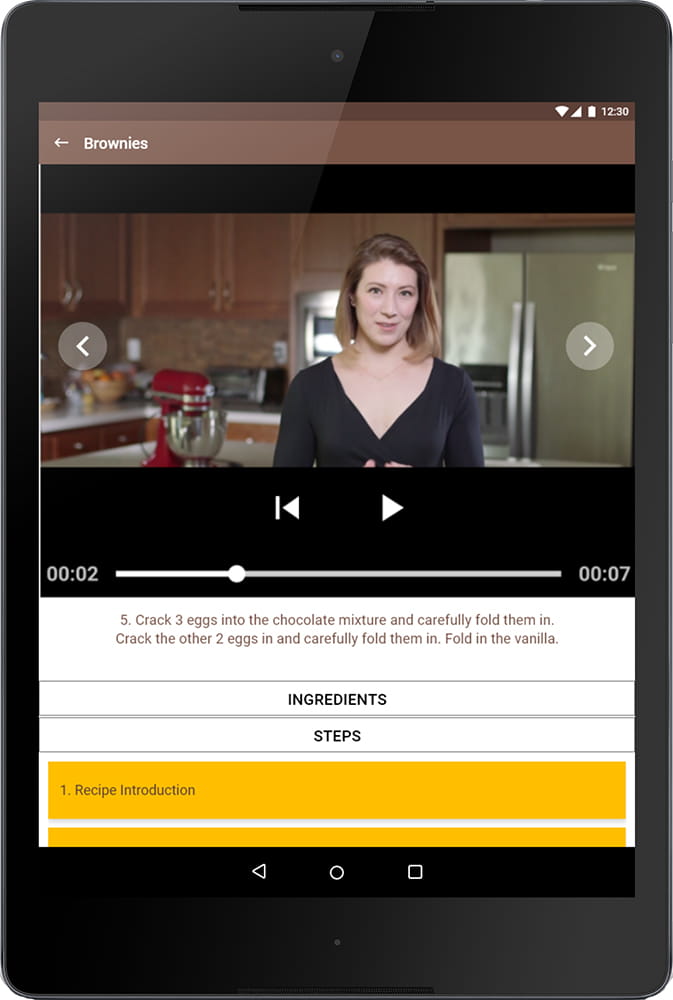 12:30
Brownies
00:02
00:07
5. Crack 3 eggs into the chocolate mixture and carefully fold them in.
Crack the other 2 eggs in and carefully fold them in. Fold in the vanilla.
INGREDIENTS
STEPS
1. Recipe Introduction